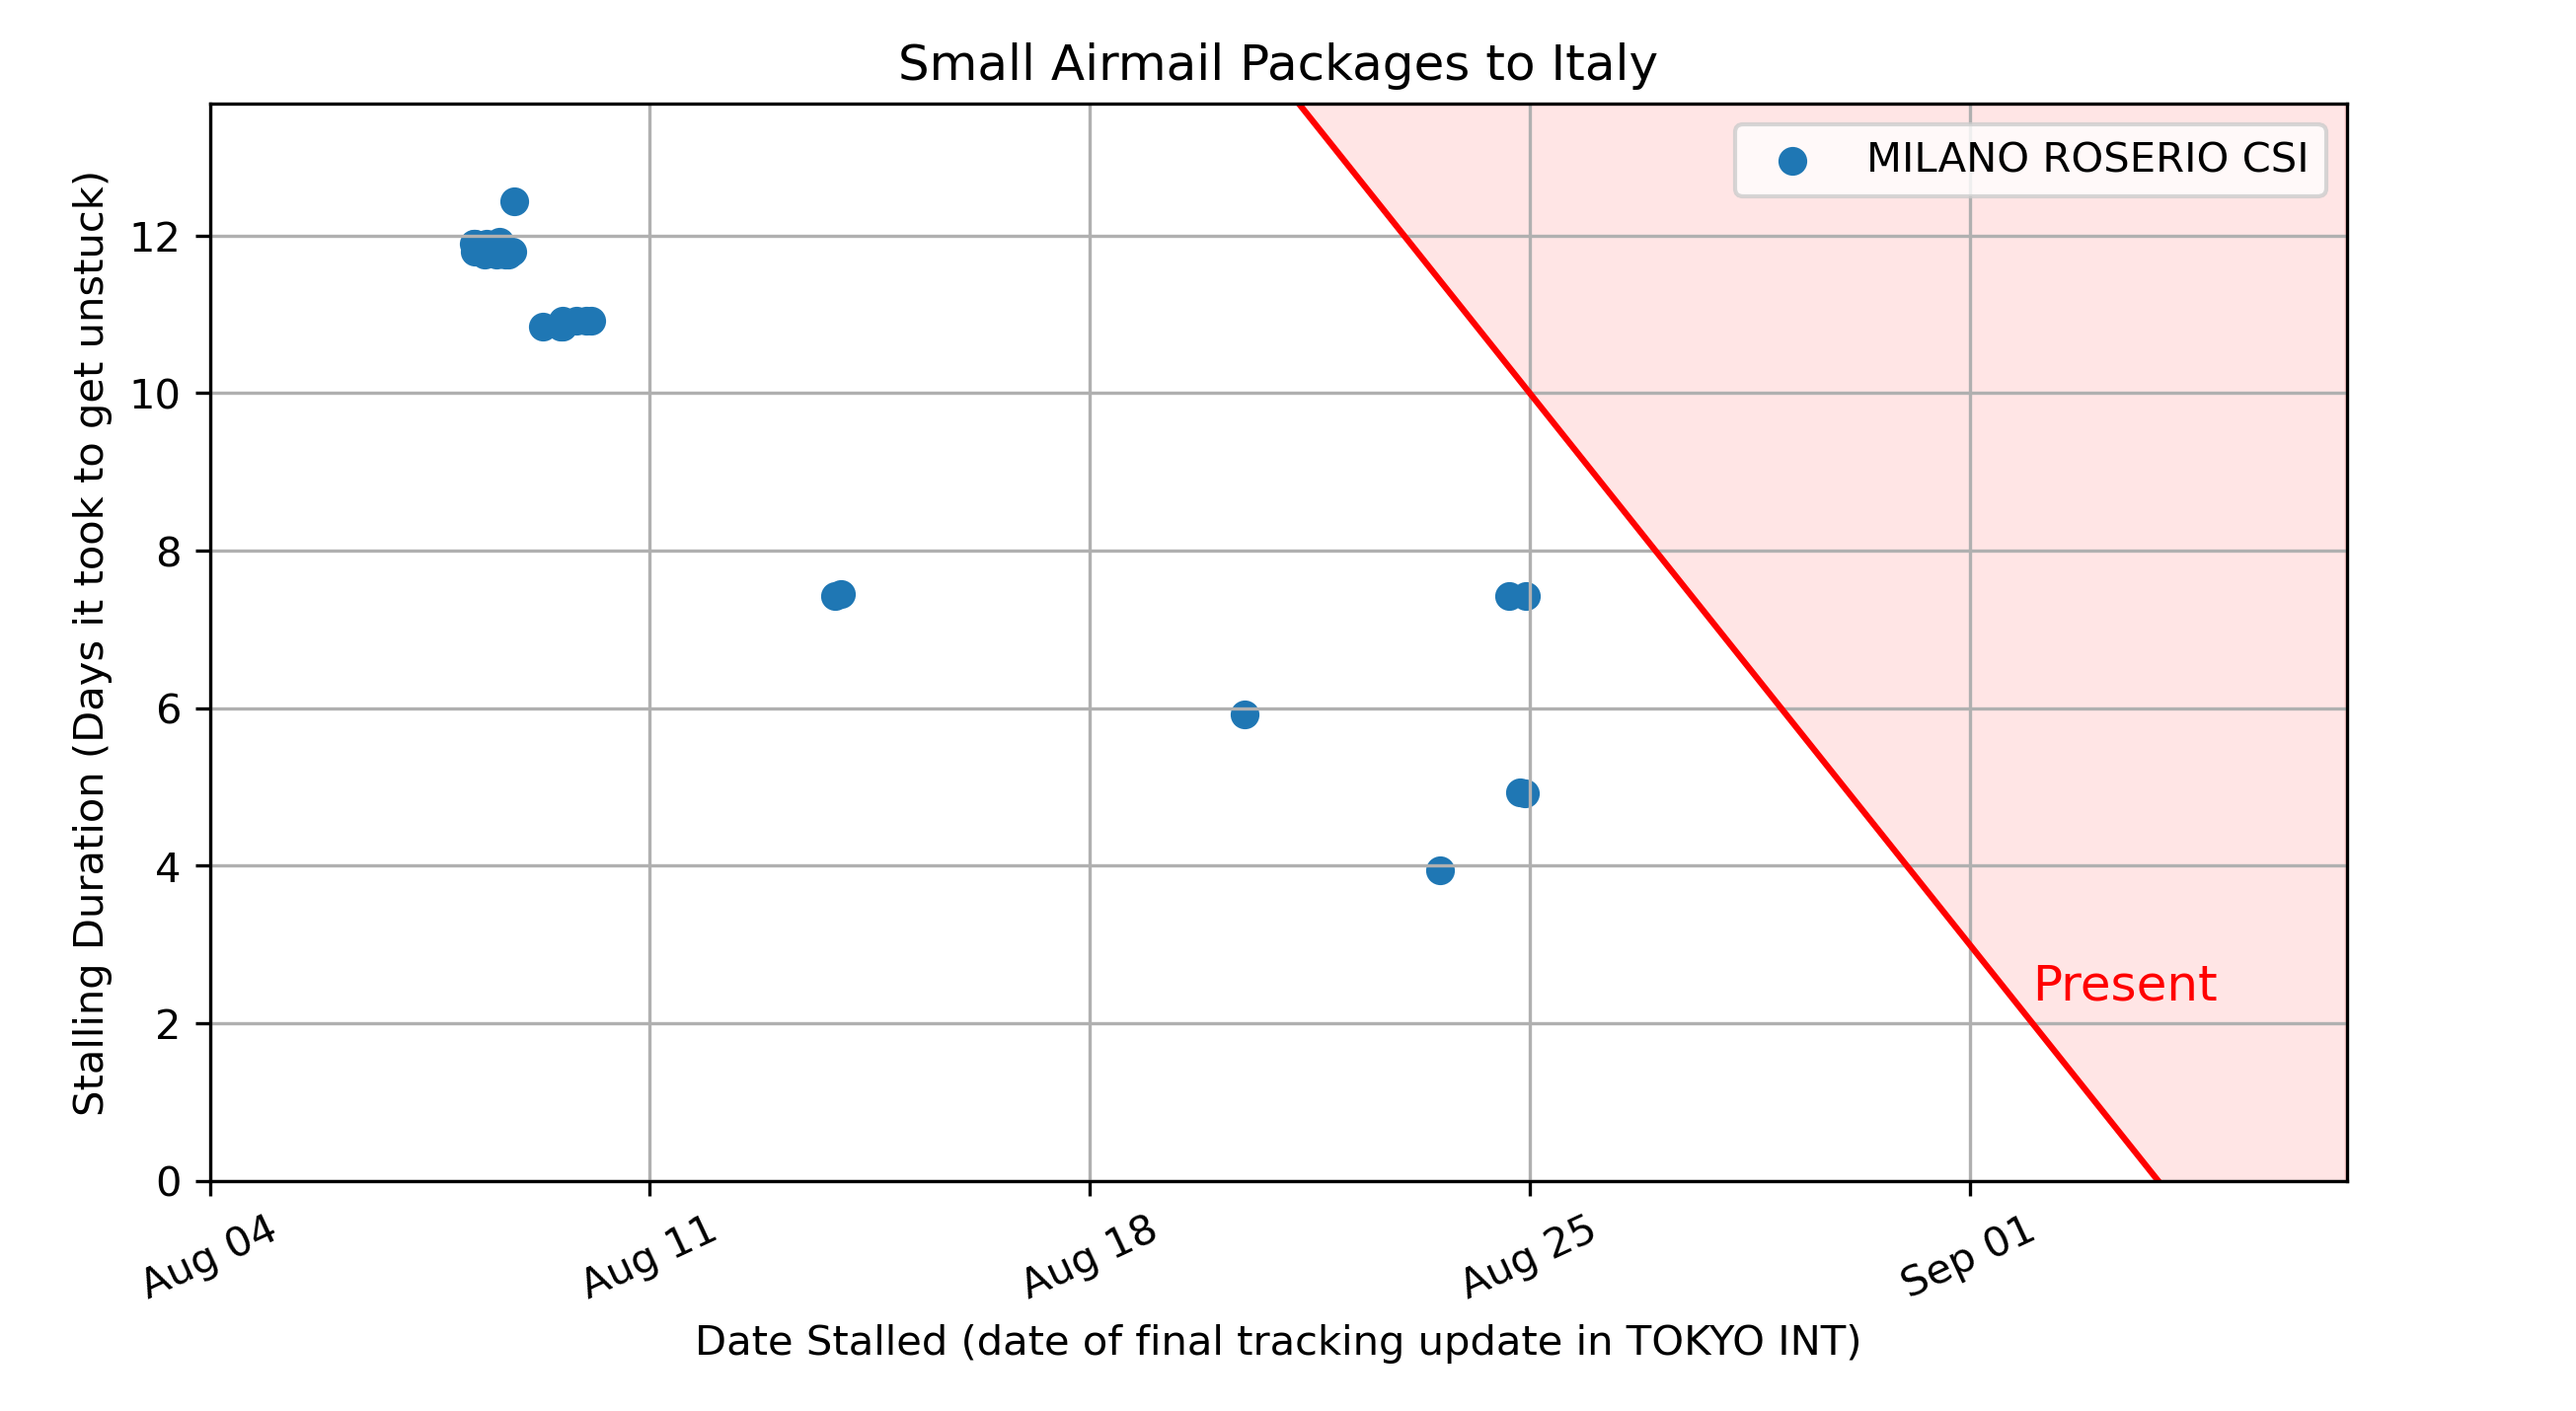 Small Airmail Packages to Italy
MILANO ROSERIO CSI
Stalling Duration (Days it took to get unstuck)
12
10
8
6
4
2
0
Present
Aug 04
Aug 11
Aug 18
Aug 25
Sep 01
Date Stalled (date of final tracking update in TOKYO INT)